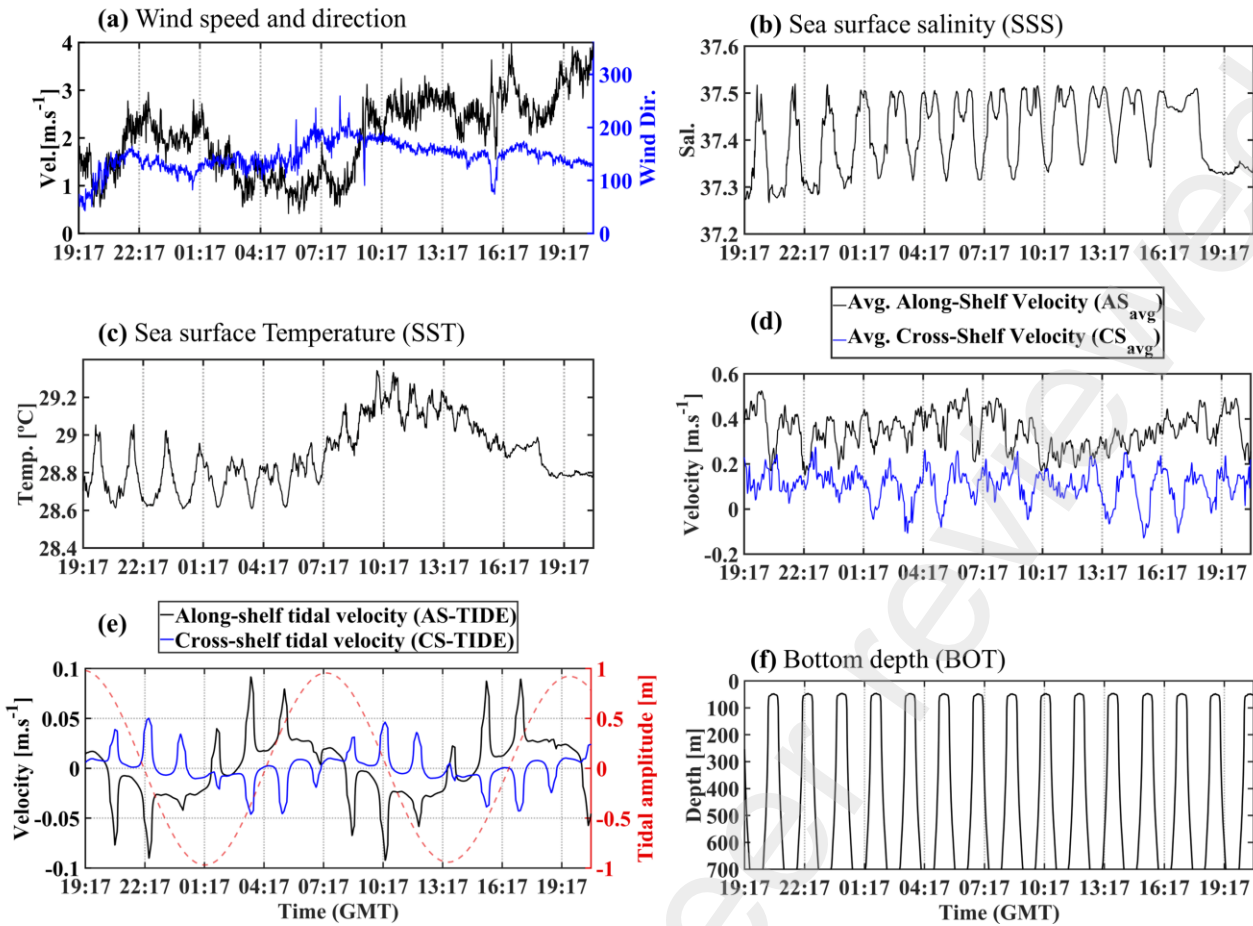 (a) Wind speed and direction
4
3
2
1
0
Vel.[m.s-1]
300
200
100
0
Wind Dir.
19:17 22:17 01:17 04:17 07:17 10:17 13:17 16:17 19:17
(b) Sea surface salinity (SSS)
37.6
37.5
37.4
37.3
37.2
Sal.
19:17 22:17 01:17 04:17 07:17 10:17 13:17 16:17 19:17
(c) Sea surface Temperature (SST)
29.2
29
28.8
28.6
28.4
Temp. [ºC]
19:17 22:17 01:17 04:17 07:17 10:17 13:17 16:17 19:17
(d)
Avg. Along-Shelf Velocity (ASavg)
Avg. Cross-Shelf Velocity (CSavg)
0.6
0.4
0.2
0
-0.2
Velocity [m.s-1]
19:17 22:17 01:17 04:17 07:17 10:17 13:17 16:17 19:17
(e)
Along-shelf tidal velocity (AS-TIDE)
Cross-shelf tidal velocity (CS-TIDE)
0.1
0.05
0
-0.05
-0.1
Velocity [m.s-1]
1
0.5
0
-0.5
-1
Tidal amplitude [m]
19:17 22:17 01:17 04:17 07:17 10:17 13:17 16:17 19:17
Time (GMT)
(f) Bottom depth (BOT)
0
100
200
300
400
500
600
700
Depth [m]
19:17 22:17 01:17 04:17 07:17 10:17 13:17 16:17 19:17
Time (GMT)
eer reviewed